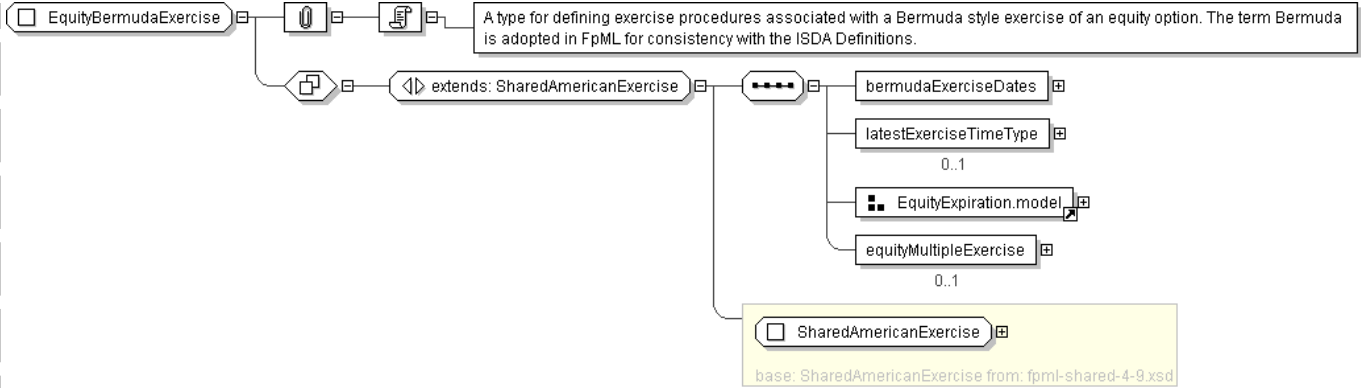 EquityBermudaExercise
A type for defining exercise procedures associated with a Bermuda style exercise of an equity option. The term Bermuda
is adopted in FpML for consistency with the ISDA Definitions.
extends: SharedAmericanExercise
bermudaExerciseDates
latestExerciseTimeType
0..1
EquityExpiration.model
equityMultipleExercise
0..1
SharedAmericanExercise
base: SharedAmericanExercise from: fpml-shared-4-9.xsd